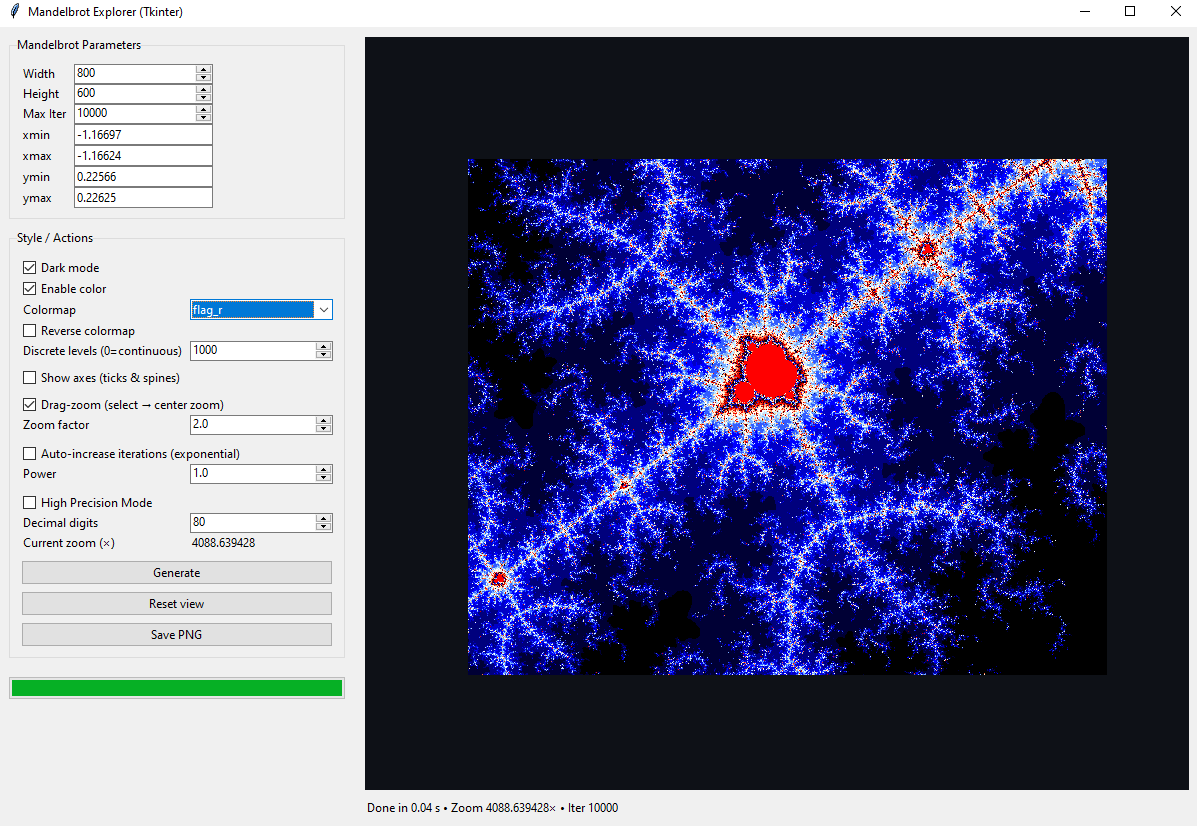 Mandelbrot Explorer (Tkinter)
Mandelbrot Parameters
Width 800
Height 600
Max Iter 10000
xmin -1.16697
xmax -1.16624
ymin 0.22566
ymax 0.22625
Style / Actions
Dark mode
Enable color
Colormap flag_r
Reverse colormap
Discrete levels (0=continuous) 1000
Show axes (ticks & spines)
Drag-zoom (select → center zoom)
Zoom factor 2.0
Auto-increase iterations (exponential)
Power 1.0
High Precision Mode
Decimal digits 80
Current zoom (×) 4088.639428
Generate
Reset view
Save PNG
Done in 0.04 s • Zoom 4088.639428× • Iter 10000